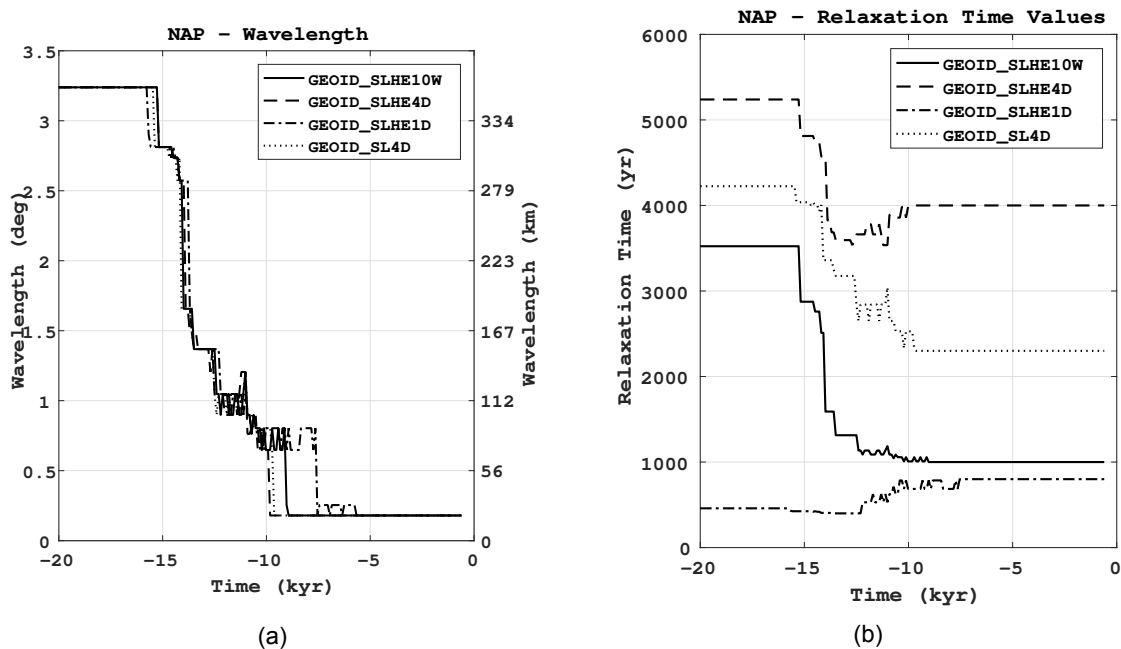 NAP – Wavelength
3.5
3
2.5
2
1.5
1
0.5
0
Wavelength (deg)
GEOID_SLHE10W
GEOID_SLHE4D
GEOID_SLHE1D
GEOID_SL4D
334
279
223
167
112
56
0
Wavelength (km)
−20
−15
−10
−5
0
Time (kyr)
(a)
NAP – Relaxation Time Values
6000
5000
4000
3000
2000
1000
0
Relaxation Time (yr)
GEOID_SLHE10W
GEOID_SLHE4D
GEOID_SLHE1D
GEOID_SL4D
−20
−15
−10
−5
0
Time (kyr)
(b)